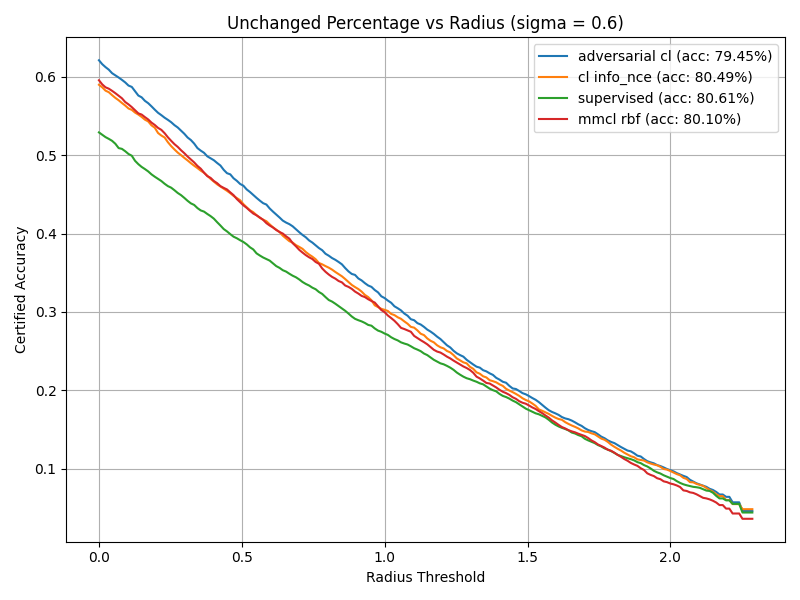 Unchanged Percentage vs Radius (sigma = 0.6)
adversarial cl (acc: 79.45%)
cl info_nce (acc: 80.49%)
supervised (acc: 80.61%)
mmcl rbf (acc: 80.10%)
Certified Accuracy
0.6
0.5
0.4
0.3
0.2
0.1
0.0
0.5
1.0
1.5
2.0
Radius Threshold